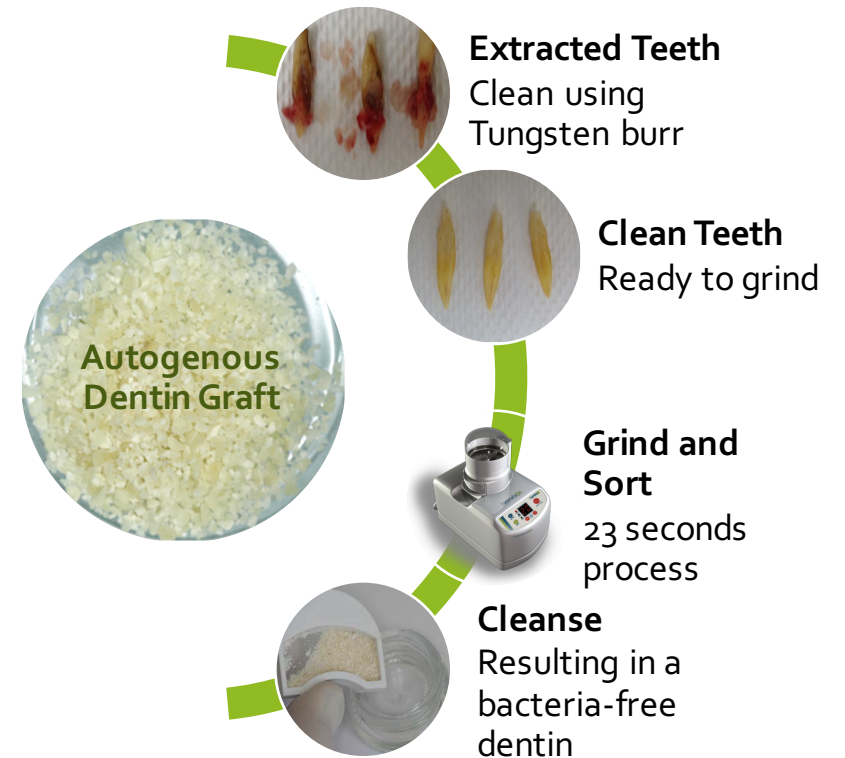 Extracted Teeth
Clean using
Tungsten burr
Clean Teeth
Ready to grind
Autogenous
Dentin Graft
Grind and
Sort
23 seconds
process
Cleanse
Resulting in a
bacteria-free
dentin